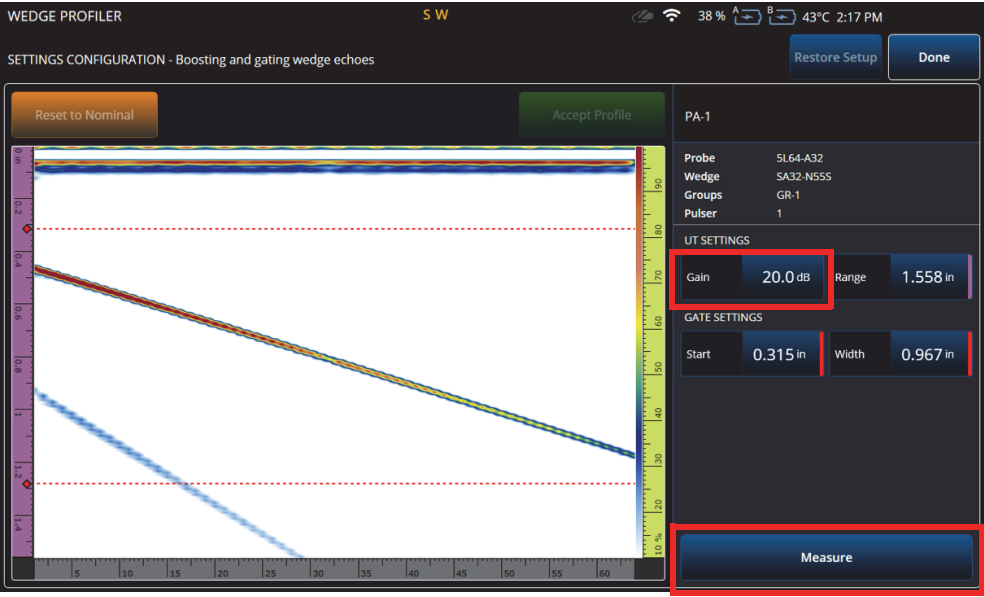 WEDGE PROFILER S W 38 % A B 43°C 2:17 PM
SETTINGS CONFIGURATION - Boosting and gating wedge echoes Restore Setup Done
Reset to Nominal Accept Profile
PA-1
Probe 5L64-A32
Wedge SA32-N55S
Groups GR-1
Pulser 1
UT SETTINGS
Gain 20.0 dB Range 1.558 in
GATE SETTINGS
Start 0.315 in Width 0.967 in
Measure
0 in 0.2 0.4 0.6 0.8 1 1.2 1.4
90 80 70 60 50 40 30 20 10 %
5 10 15 20 25 30 35 40 45 50 55 60